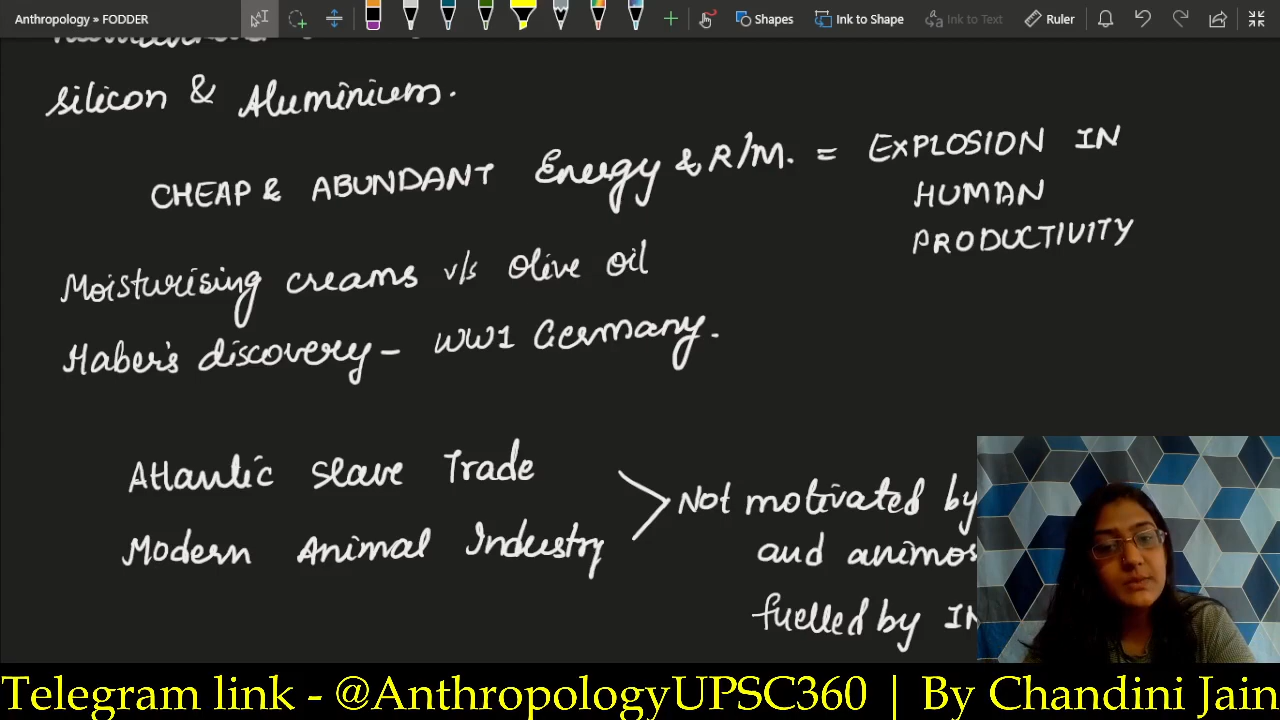 Anthropology » FODDER
Shapes
Ink to Shape
Ink to Text
Ruler
silicon & Aluminium.
CHEAP & ABUNDANT Energy & R/M. = EXPLOSION IN
HUMAN
PRODUCTIVITY
Moisturising creams v/s Olive oil
Haber's discovery - WW1 Germany.
Atlantic Slave Trade
Modern Animal Industry
Not motivated by
and
fuelled by
Telegram link - @AnthropologyUPSC360 | By Chandini Jain